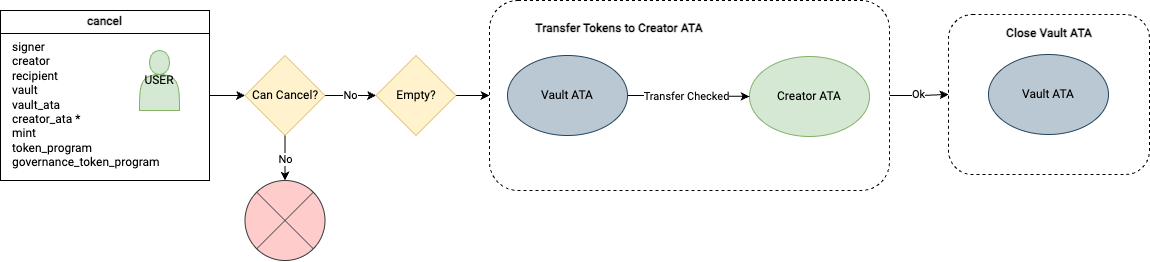 cancel
signer
creator
recipient
vault
vault_ata
creator_ata *
mint
token_program
governance_token_program
USER
Can Cancel?
No
No
Empty?
Transfer Tokens to Creator ATA
Vault ATA
Transfer Checked
Creator ATA
Ok
Close Vault ATA
Vault ATA